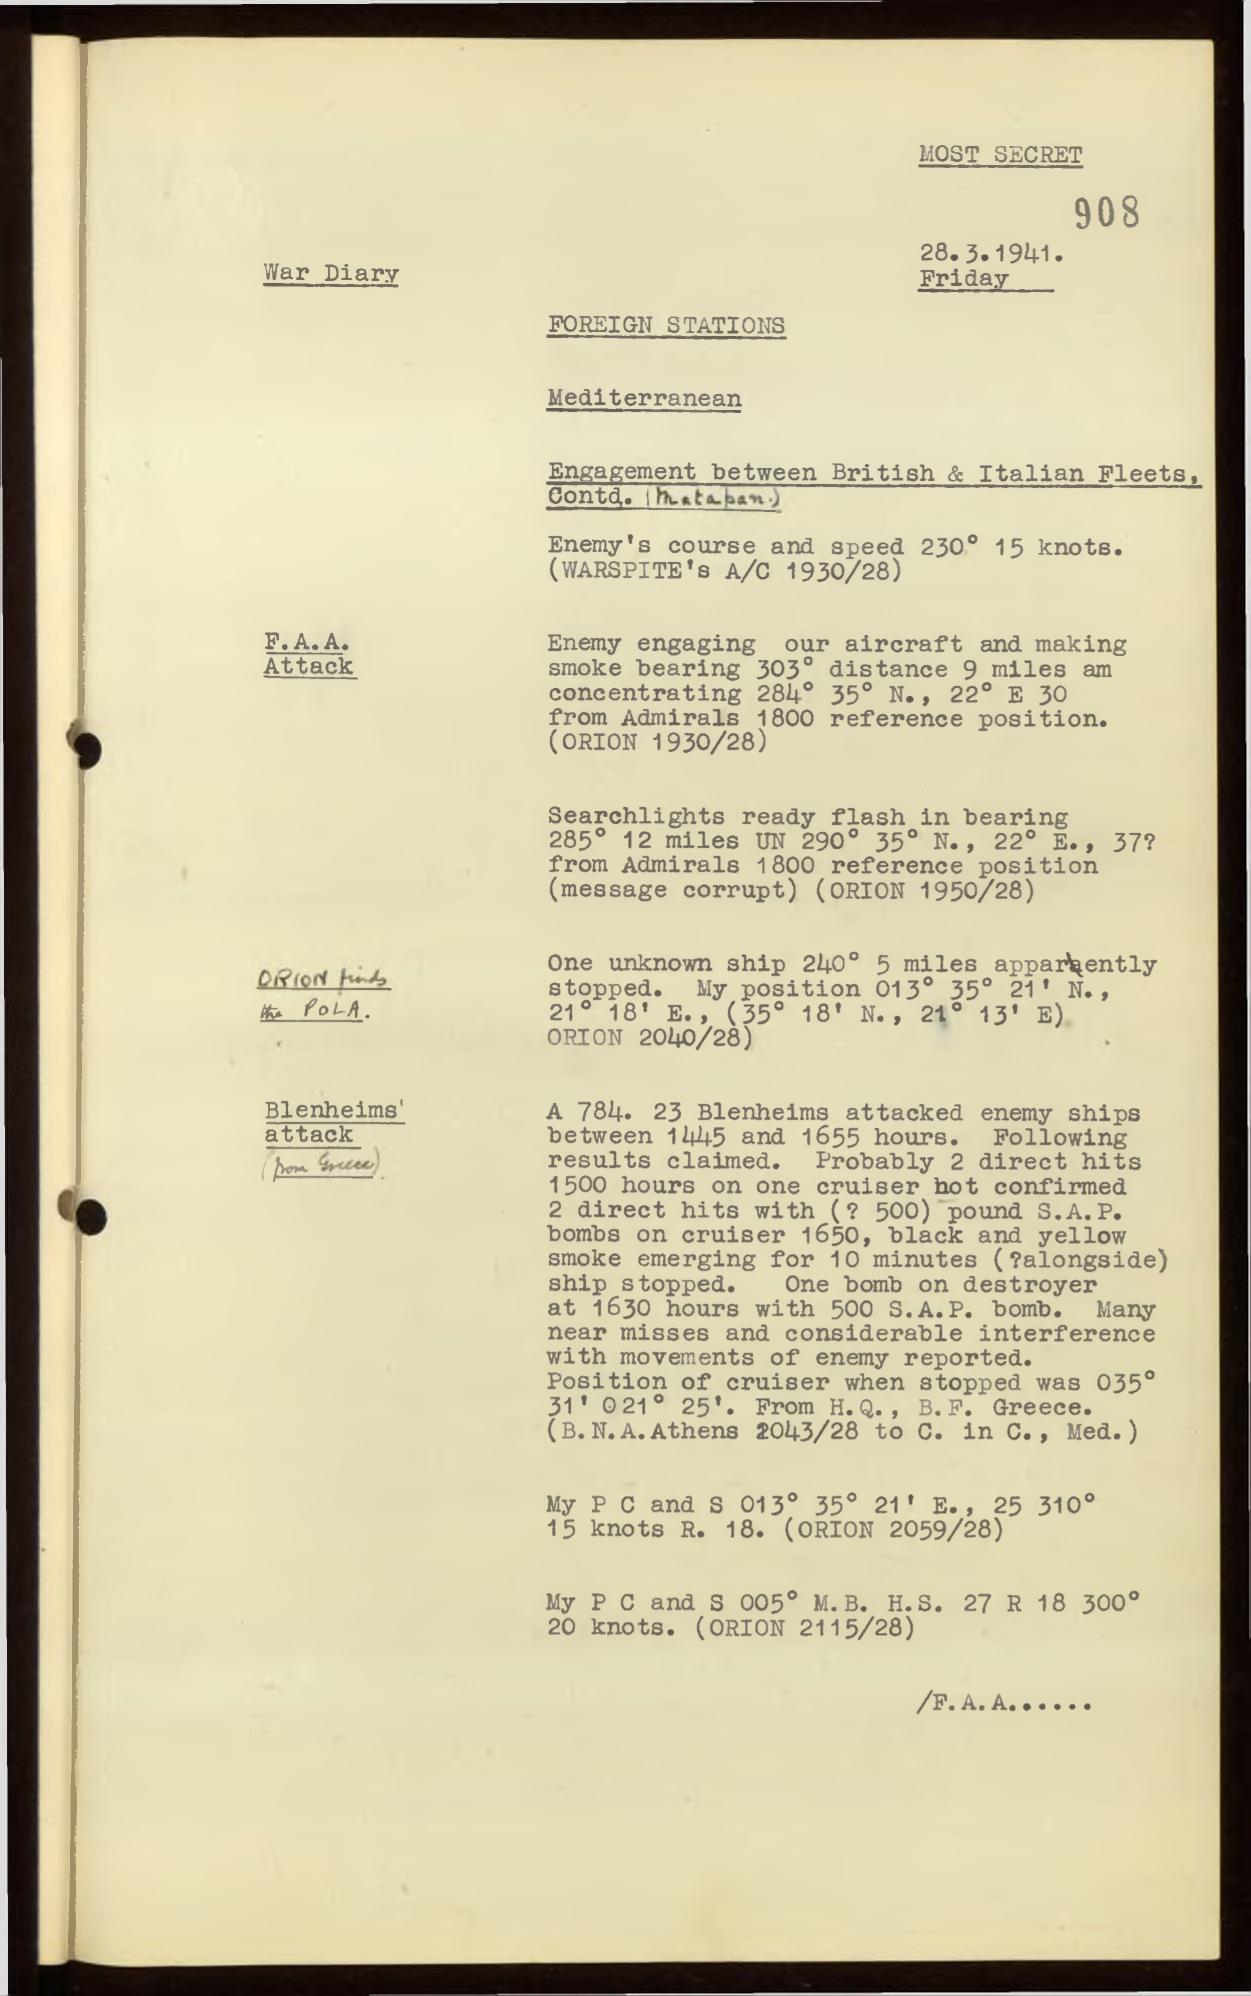 MOST SECRET
908
28.3.1941.
Friday
War Diary
FOREIGN STATIONS
Mediterranean
Engagement between British & Italian Fleets,
Contd. (Matapan.)
Enemy's course and speed 230° 15 knots.
(WARSPITE's A/C 1930/28)
F.A.A.
Attack
Enemy engaging our aircraft and making
smoke bearing 303° distance 9 miles am
concentrating 284° 35° N., 22° E 30
from Admirals 1800 reference position.
(ORION 1930/28)
Searchlights ready flash in bearing
285° 12 miles UN 290° 35° N., 22° E., 37?
from Admirals 1800 reference position
(message corrupt) (ORION 1950/28)
ORION finds
the POLA.
One unknown ship 240° 5 miles apparently
stopped. My position 013° 35° 21' N.,
21° 18' E., (35° 18' N., 21° 13' E)
ORION 2040/28)
Blenheims'
attack
(from Greece)
A 784. 23 Blenheims attacked enemy ships
between 1445 and 1655 hours. Following
results claimed. Probably 2 direct hits
1500 hours on one cruiser not confirmed
2 direct hits with (? 500) pound S.A.P.
bombs on cruiser 1650, black and yellow
smoke emerging for 10 minutes (?alongside)
ship stopped. One bomb on destroyer
at 1630 hours with 500 S.A.P. bomb. Many
near misses and considerable interference
with movements of enemy reported.
Position of cruiser when stopped was 035°
31' 021° 25'. From H.Q., B.F. Greece.
(B.N.A.Athens 2043/28 to C. in C., Med.)
My P C and S 013° 35° 21' E., 25 310°
15 knots R. 18. (ORION 2059/28)
My P C and S 005° M.B. H.S. 27 R 18 300°
20 knots. (ORION 2115/28)
/F.A.A......